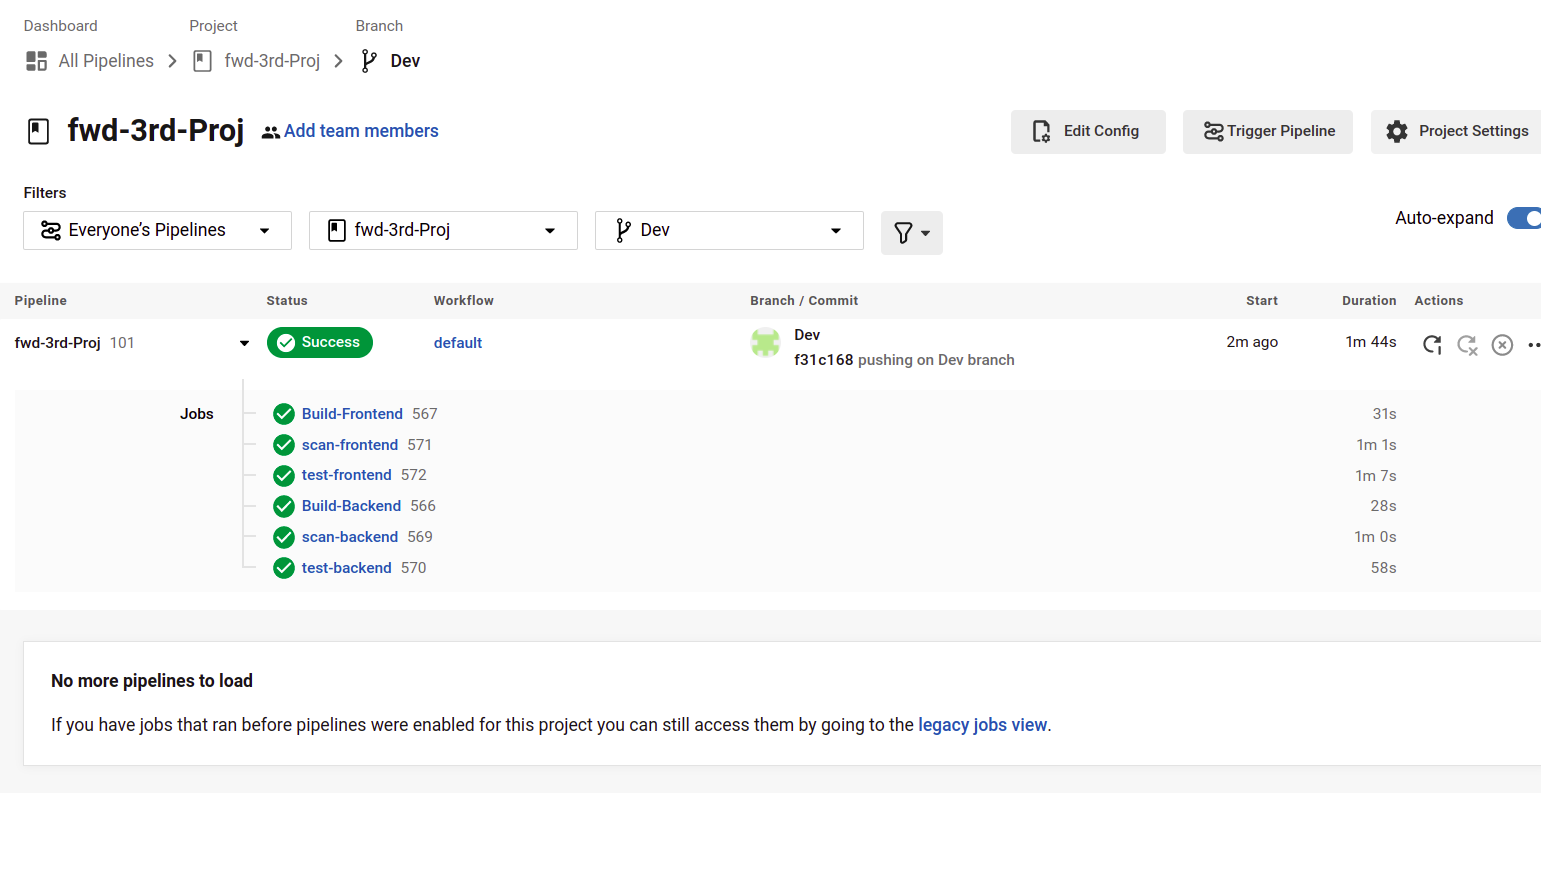 Dashboard Project Branch
All Pipelines fwd-3rd-Proj Dev
fwd-3rd-Proj Add team members Edit Config Trigger Pipeline Project Settings
Filters
Everyone’s Pipelines fwd-3rd-Proj Dev Auto-expand
Pipeline Status Workflow Branch / Commit Start Duration Actions
fwd-3rd-Proj 101 Success default Dev 2m ago 1m 44s
f31c168 pushing on Dev branch
Jobs Build-Frontend 567 31s
scan-frontend 571 1m 1s
test-frontend 572 1m 7s
Build-Backend 566 28s
scan-backend 569 1m 0s
test-backend 570 58s
No more pipelines to load
If you have jobs that ran before pipelines were enabled for this project you can still access them by going to the legacy jobs view.